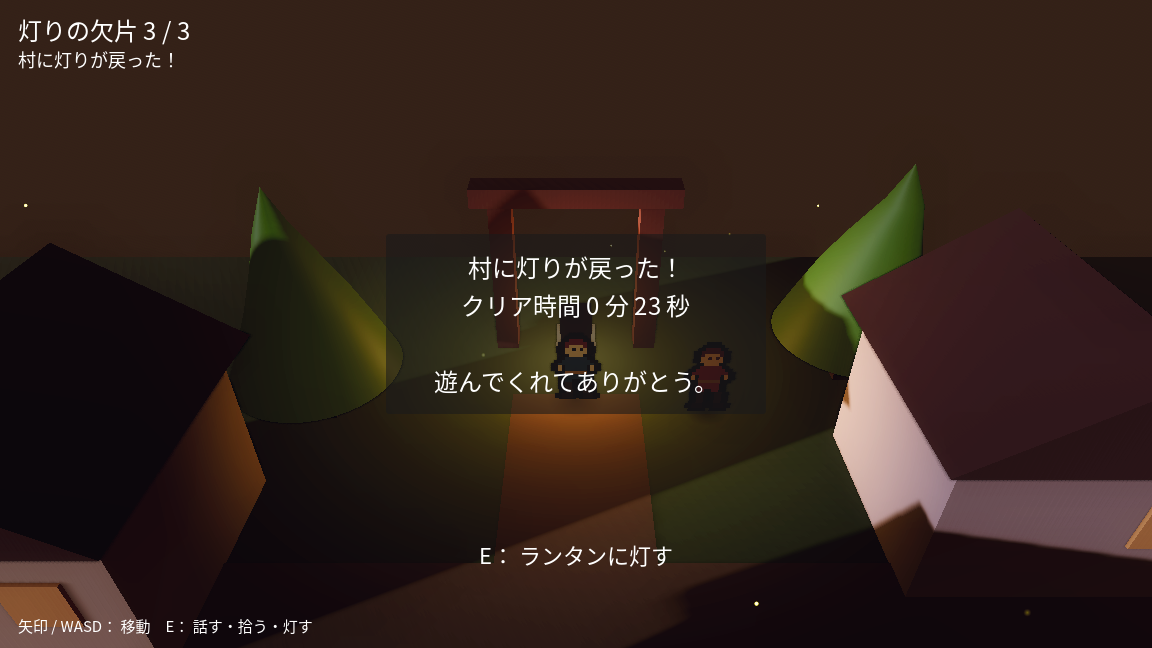 灯りの欠片 3 / 3
村に灯りが戻った！
村に灯りが戻った！
クリア時間 0 分 23 秒
遊んでくれてありがとう。
E： ランタンに灯す
矢印 / WASD： 移動　E： 話す・拾う・灯す